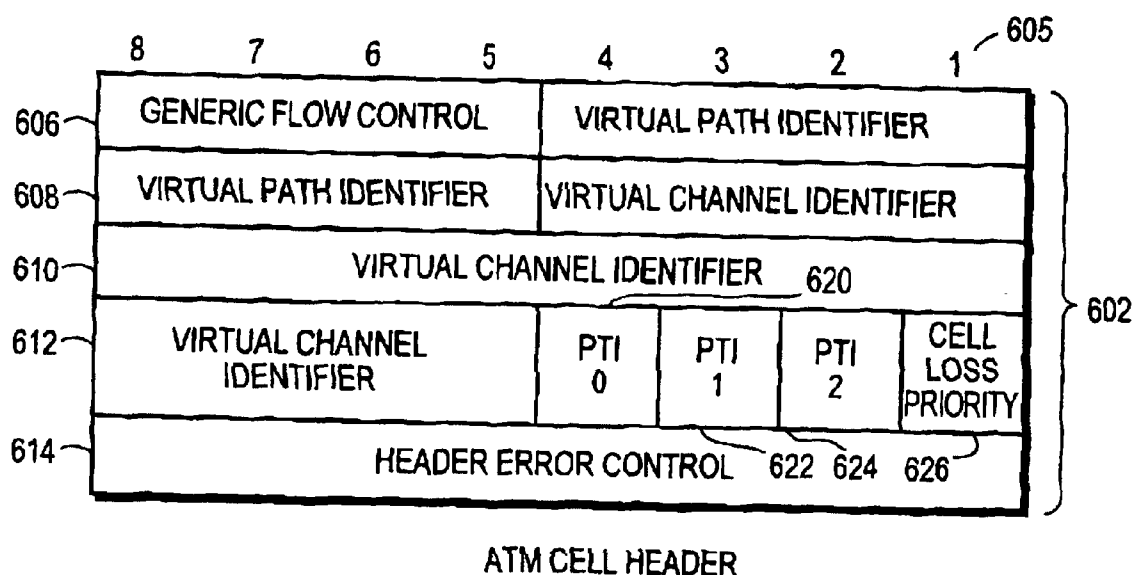 8 7 6 5 4 3 2 1 605
606 GENERIC FLOW CONTROL VIRTUAL PATH IDENTIFIER
608 VIRTUAL PATH IDENTIFIER VIRTUAL CHANNEL IDENTIFIER
610 VIRTUAL CHANNEL IDENTIFIER 620
602
612 VIRTUAL CHANNEL IDENTIFIER PTI 0 PTI 1 PTI 2 CELL LOSS PRIORITY
614 HEADER ERROR CONTROL 622 624 626
ATM CELL HEADER